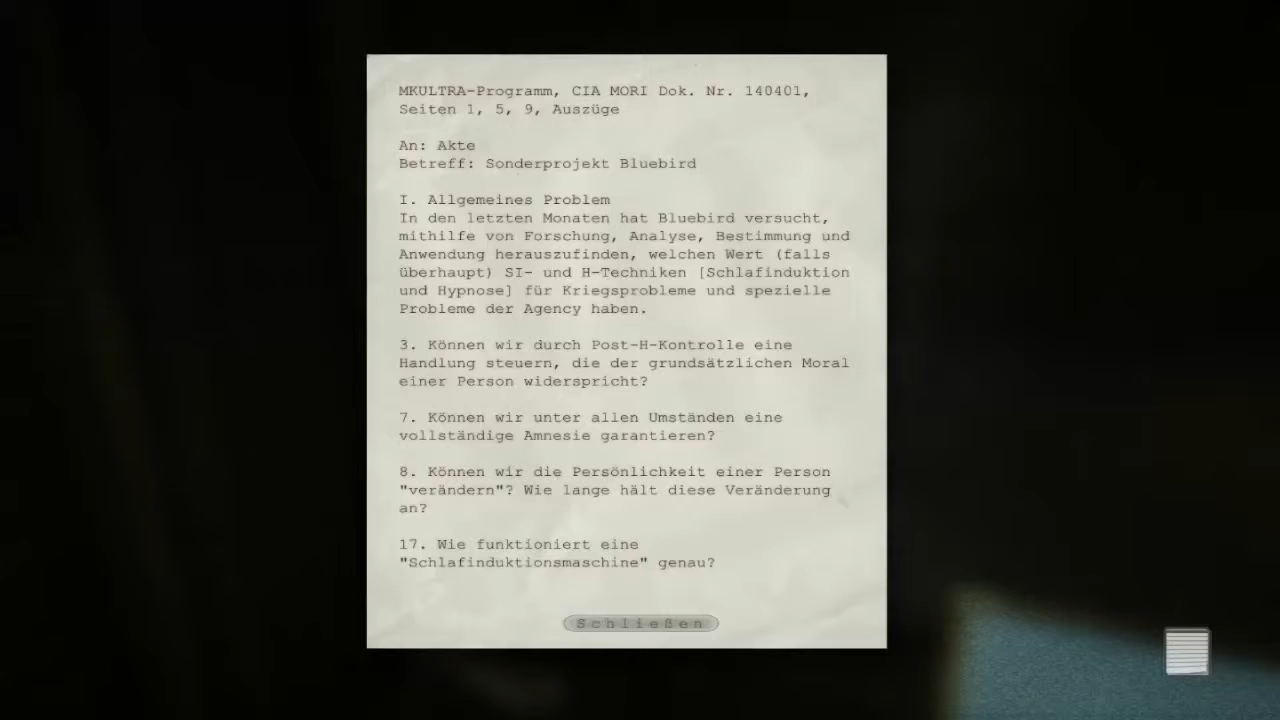 MKULTRA-Programm, CIA MORI Dok. Nr. 140401,
Seiten 1, 5, 9, Auszüge
An: Akte
Betreff: Sonderprojekt Bluebird
I. Allgemeines Problem
In den letzten Monaten hat Bluebird versucht,
mithilfe von Forschung, Analyse, Bestimmung und
Anwendung herauszufinden, welchen Wert (falls
überhaupt) SI- und H-Techniken [Schlafinduktion
und Hypnose] für Kriegsprobleme und spezielle
Probleme der Agency haben.
3. Können wir durch Post-H-Kontrolle eine
Handlung steuern, die der grundsätzlichen Moral
einer Person widerspricht?
7. Können wir unter allen Umständen eine
vollständige Amnesie garantieren?
8. Können wir die Persönlichkeit einer Person
"verändern"? Wie lange hält diese Veränderung
an?
17. Wie funktioniert eine
"Schlafinduktionsmaschine" genau?
Schließen